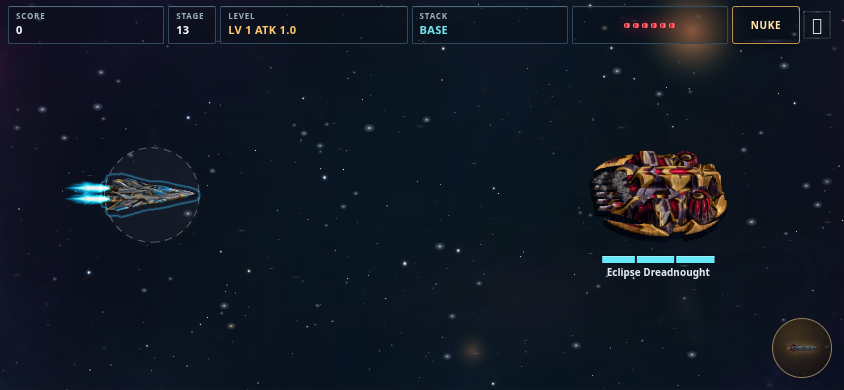 SCORE
0
STAGE
13
LEVEL
LV 1 ATK 1.0
STACK
BASE
NUKE
Eclipse Dreadnought